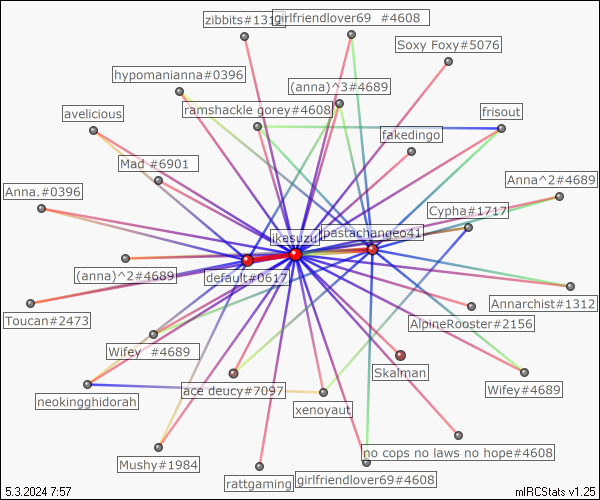 zibbits#131
girlfriendlover69 #4608
Soxy Foxy#5076
hypomanianna#0396
(anna)^3#4689
ramshackle gorey#4608
frisout
avelicious
fakedingo
Mad #6901
Anna^2#4689
Anna.#0396
Cypha#1717
ikasuzu
pastachangeo41
(anna)^2#4689
default#0617
Annarchist#1312
Toucan#2473
AlpineRooster#2156
Wifey #4689
Skalman
ace deucy#7097
Wifey#4689
neokingghidorah
xenoyaut
no cops no laws no hope#4608
Mushy#1984
rattgaming
girlfriendlover69#4608
5.3.2024 7:57
mIRCStats v1.25